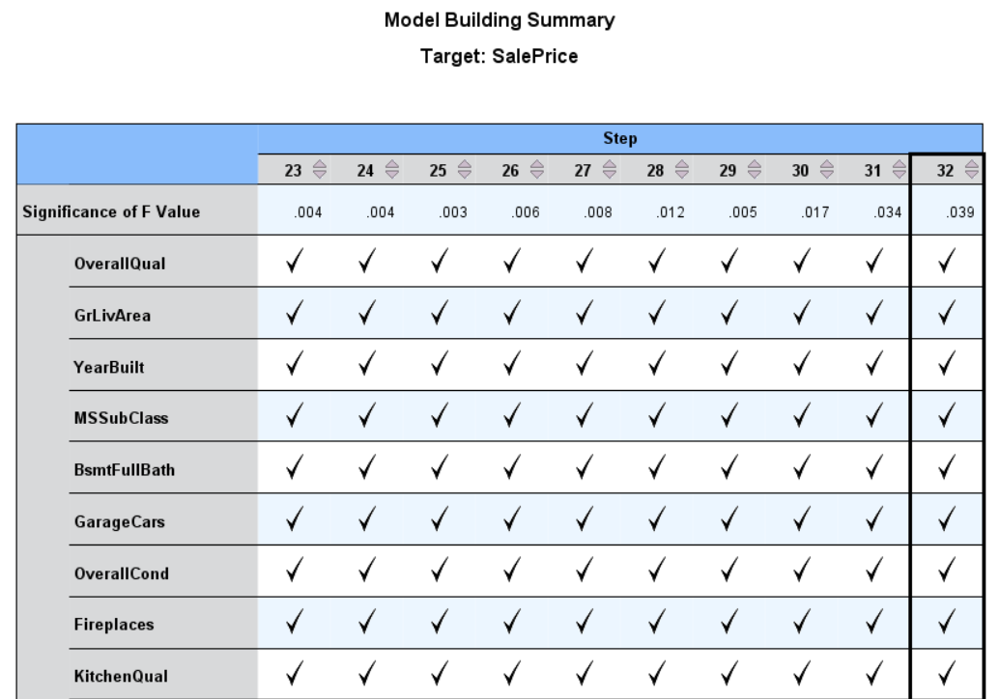 Model Building Summary
Target: SalePrice
Step
23 24 25 26 27 28 29 30 31 32
Significance of F Value .004 .004 .003 .006 .008 .012 .005 .017 .034 .039
OverallQual ✓ ✓ ✓ ✓ ✓ ✓ ✓ ✓ ✓ ✓
GrLivArea ✓ ✓ ✓ ✓ ✓ ✓ ✓ ✓ ✓ ✓
YearBuilt ✓ ✓ ✓ ✓ ✓ ✓ ✓ ✓ ✓ ✓
MSSubClass ✓ ✓ ✓ ✓ ✓ ✓ ✓ ✓ ✓ ✓
BsmtFullBath ✓ ✓ ✓ ✓ ✓ ✓ ✓ ✓ ✓ ✓
GarageCars ✓ ✓ ✓ ✓ ✓ ✓ ✓ ✓ ✓ ✓
OverallCond ✓ ✓ ✓ ✓ ✓ ✓ ✓ ✓ ✓ ✓
Fireplaces ✓ ✓ ✓ ✓ ✓ ✓ ✓ ✓ ✓ ✓
KitchenQual ✓ ✓ ✓ ✓ ✓ ✓ ✓ ✓ ✓ ✓